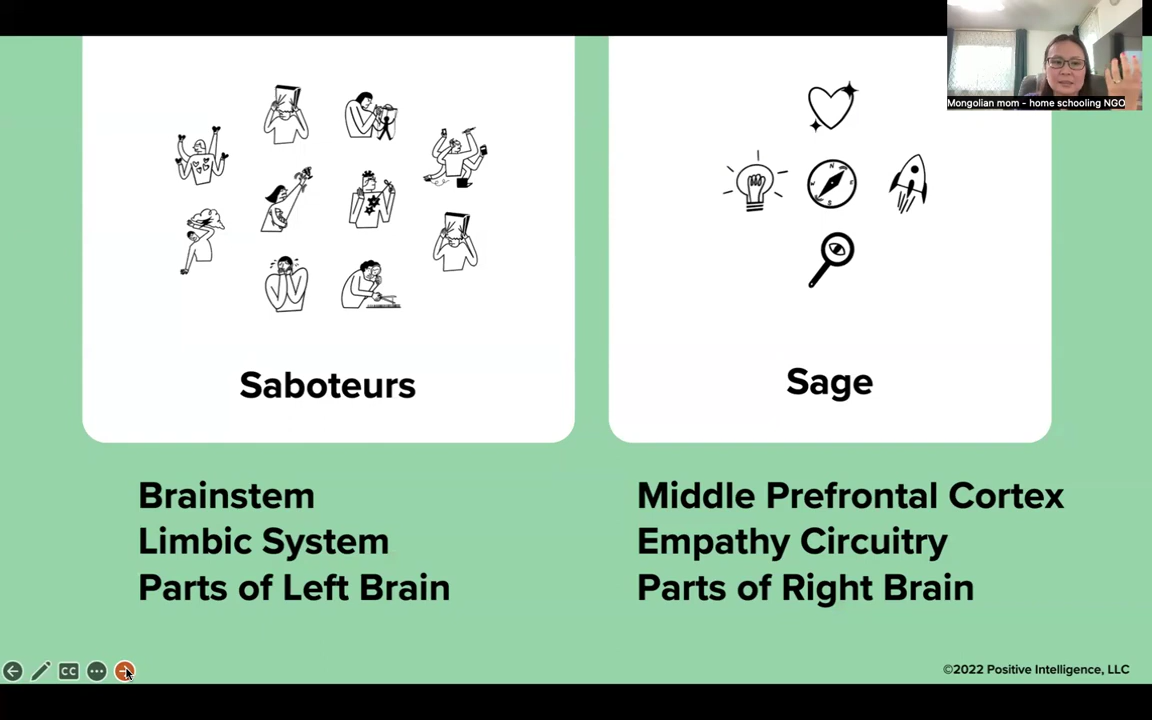 Mongolian mom - home schooling NGO
Saboteurs
Sage
Brainstem
Limbic System
Parts of Left Brain
Middle Prefrontal Cortex
Empathy Circuitry
Parts of Right Brain
CC
©2022 Positive Intelligence, LLC